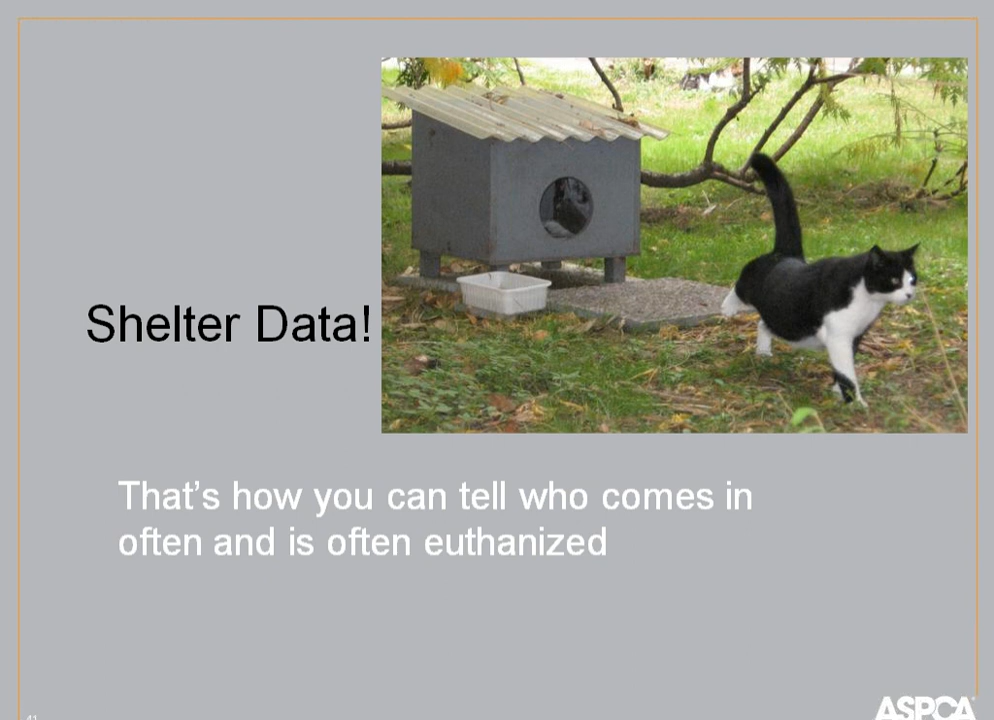 Shelter Data!
That’s how you can tell who comes in
often and is often euthanized
ASPCA